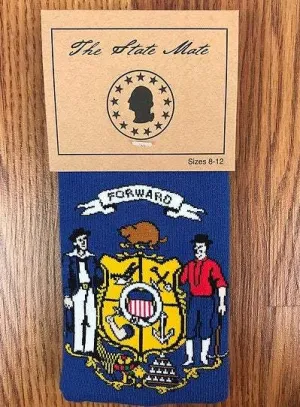 The State Mate
Sizes 8-12
FORWARD